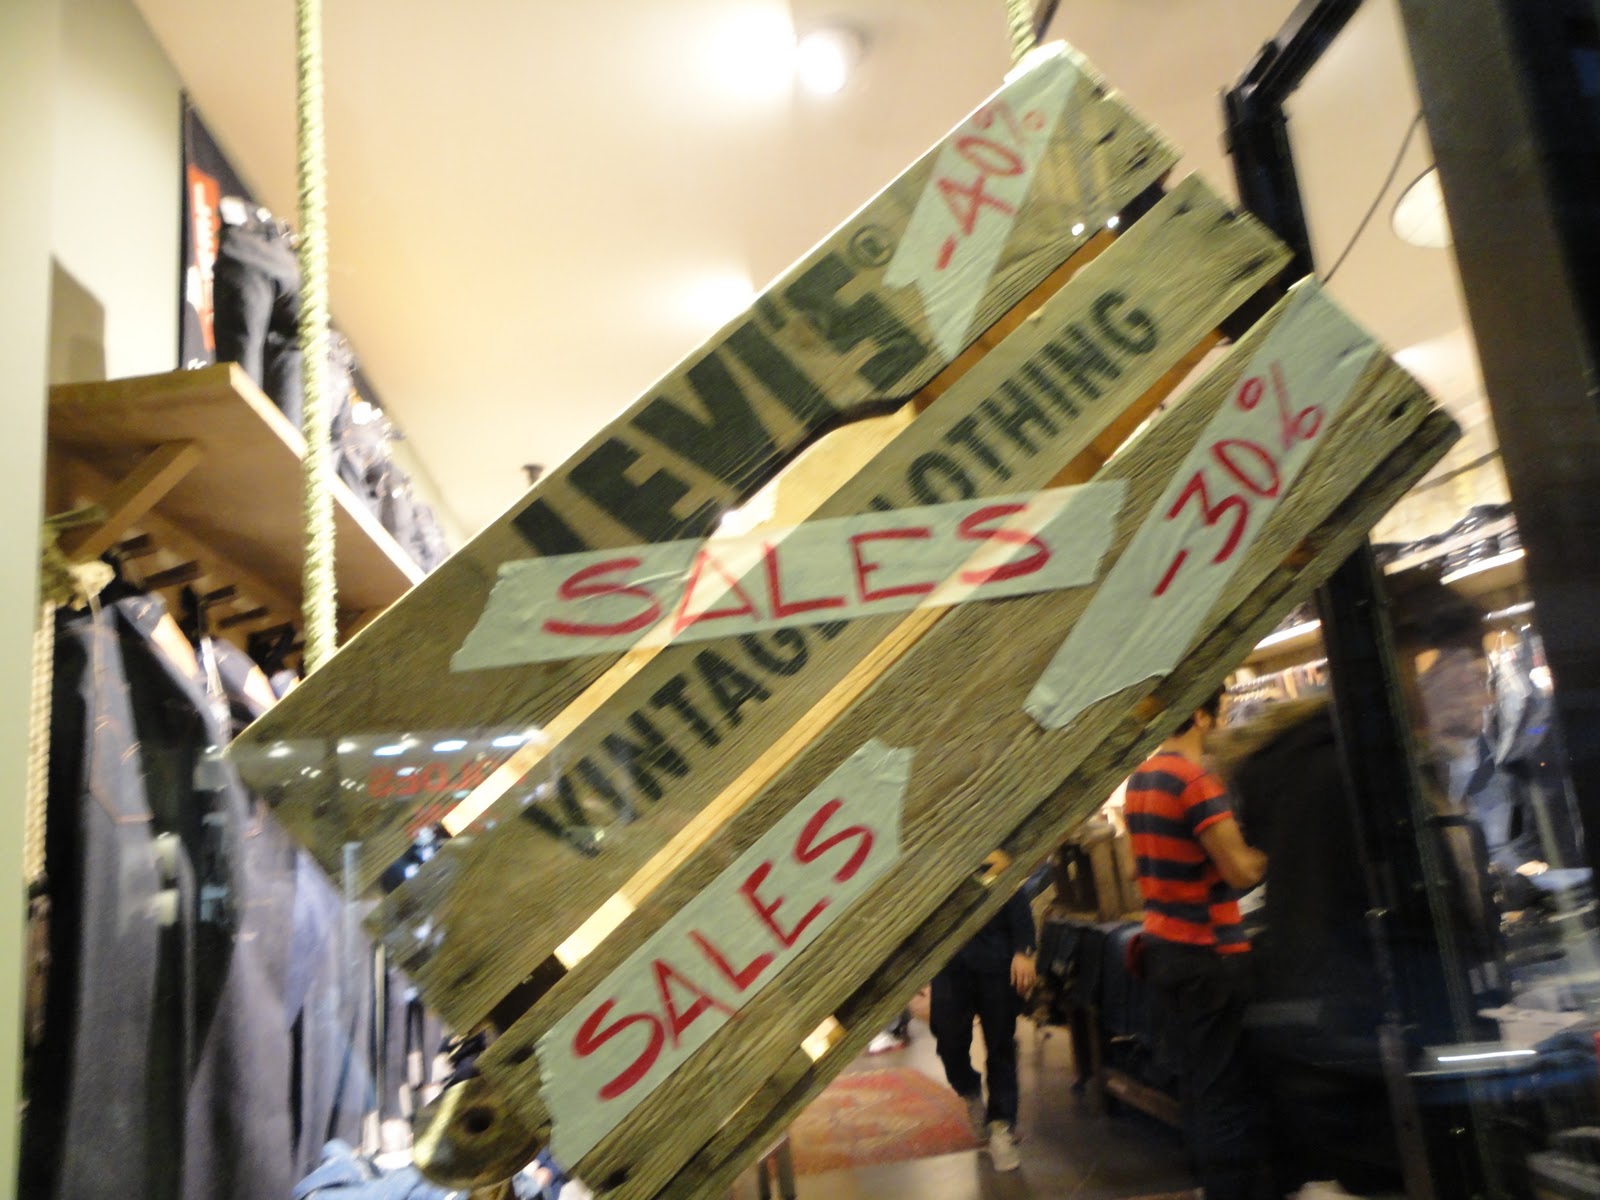 -40%
LEVI'S®
SALES
VINTAGE CLOTHING
-30%
SALES